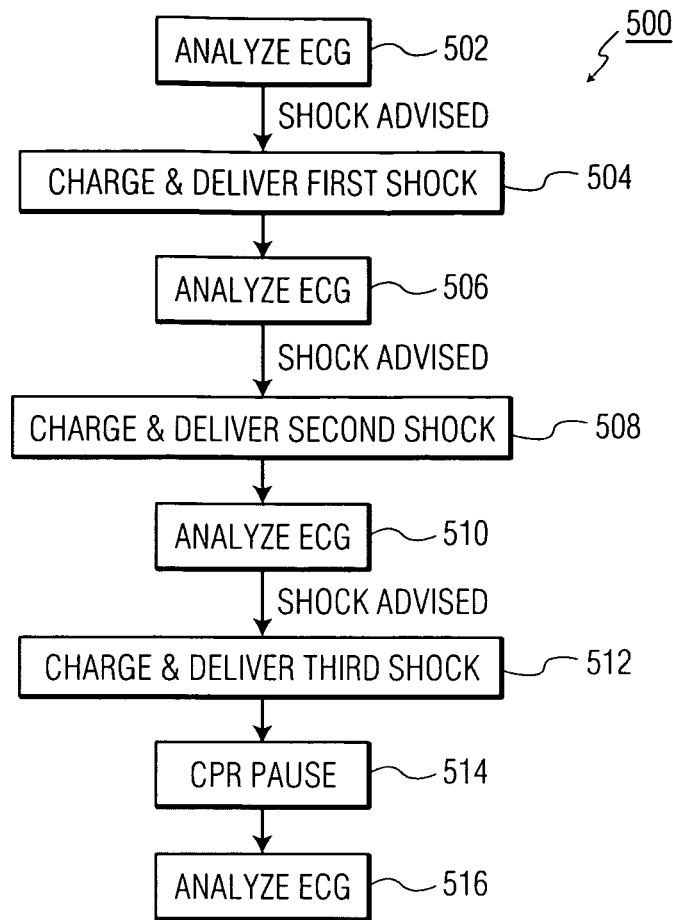 500
ANALYZE ECG 502
SHOCK ADVISED
CHARGE & DELIVER FIRST SHOCK 504
ANALYZE ECG 506
SHOCK ADVISED
CHARGE & DELIVER SECOND SHOCK 508
ANALYZE ECG 510
SHOCK ADVISED
CHARGE & DELIVER THIRD SHOCK 512
CPR PAUSE 514
ANALYZE ECG 516